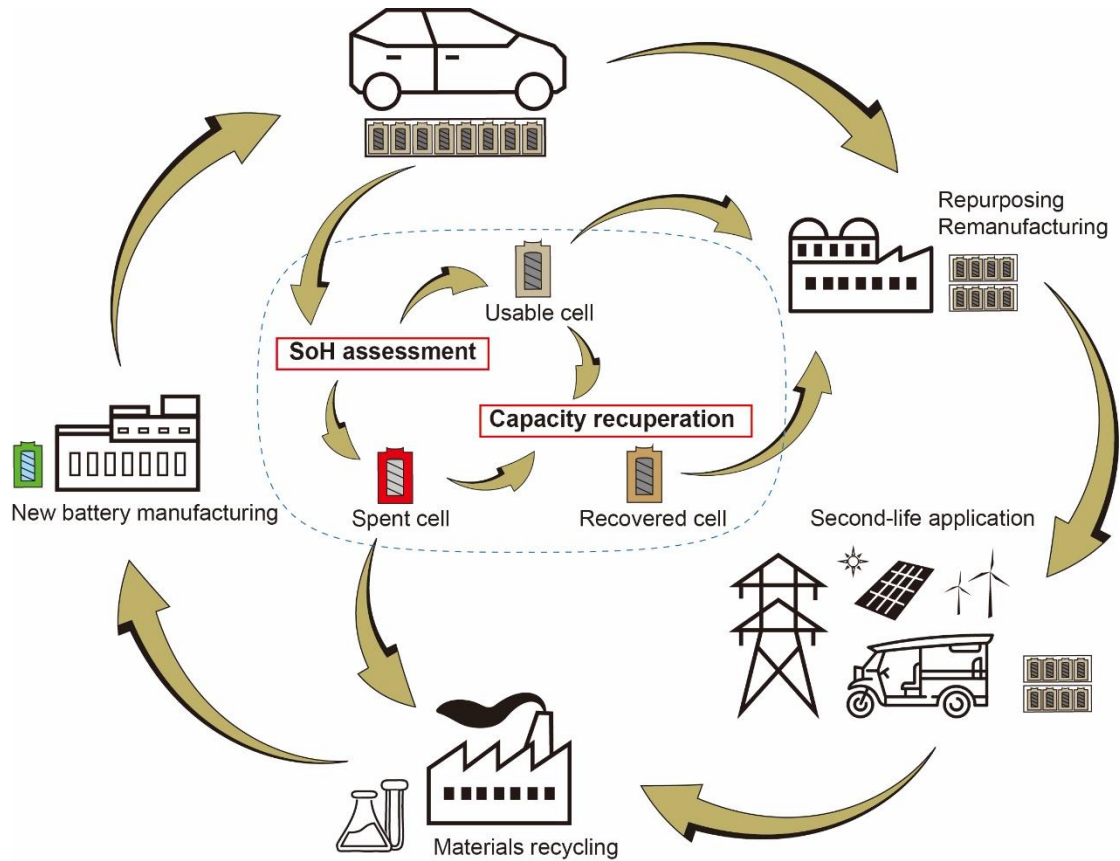 Repurposing
Remanufacturing
Usable cell
SoH assessment
Capacity recuperation
New battery manufacturing
Spent cell
Recovered cell
Second-life application
Materials recycling